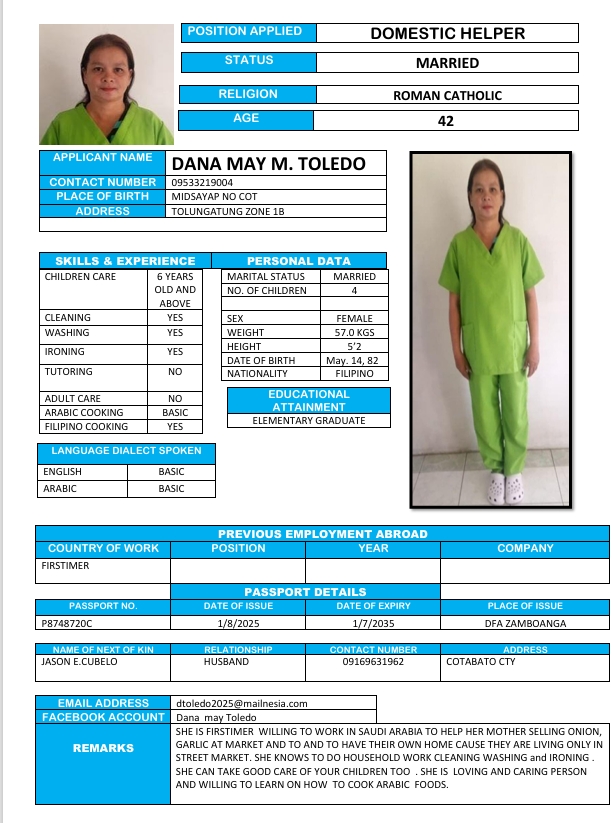 POSITION APPLIED DOMESTIC HELPER
STATUS MARRIED
RELIGION ROMAN CATHOLIC
AGE 42
APPLICANT NAME DANA MAY M. TOLEDO
CONTACT NUMBER 09533219004
PLACE OF BIRTH MIDSAYAP NO COT
ADDRESS TOLUNGATUNG ZONE 1B
SKILLS & EXPERIENCE
CHILDREN CARE 6 YEARS
OLD AND
ABOVE
CLEANING YES
WASHING YES
IRONING YES
TUTORING NO
ADULT CARE NO
ARABIC COOKING BASIC
FILIPINO COOKING YES
PERSONAL DATA
MARITAL STATUS MARRIED
NO. OF CHILDREN 4
SEX FEMALE
WEIGHT 57.0 KGS
HEIGHT 5'2
DATE OF BIRTH May. 14, 82
NATIONALITY FILIPINO
EDUCATIONAL
ATTAINMENT
ELEMENTARY GRADUATE
LANGUAGE DIALECT SPOKEN
ENGLISH BASIC
ARABIC BASIC
PREVIOUS EMPLOYMENT ABROAD
COUNTRY OF WORK POSITION YEAR COMPANY
FIRSTIMER
PASSPORT DETAILS
PASSPORT NO. DATE OF ISSUE DATE OF EXPIRY PLACE OF ISSUE
P8748720C 1/8/2025 1/7/2035 DFA ZAMBOANGA
NAME OF NEXT OF KIN RELATIONSHIP CONTACT NUMBER ADDRESS
JASON E.CUBELO HUSBAND 09169631962 COTABATO CTY
EMAIL ADDRESS dtoledo2025@mailnesia.com
FACEBOOK ACCOUNT Dana may Toledo
REMARKS
SHE IS FIRSTIMER WILLING TO WORK IN SAUDI ARABIA TO HELP HER MOTHER SELLING ONION,
GARLIC AT MARKET AND TO AND TO HAVE THEIR OWN HOME CAUSE THEY ARE LIVING ONLY IN
STREET MARKET. SHE KNOWS TO DO HOUSEHOLD WORK CLEANING WASHING and IRONING .
SHE CAN TAKE GOOD CARE OF YOUR CHILDREN TOO . SHE IS LOVING AND CARING PERSON
AND WILLING TO LEARN ON HOW TO COOK ARABIC FOODS.